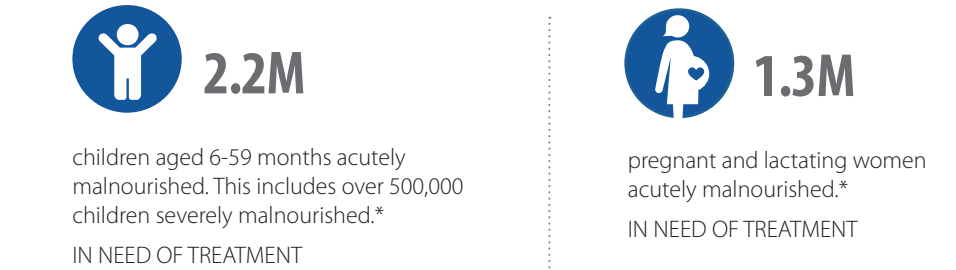 2.2M
children aged 6-59 months acutely
malnourished. This includes over 500,000
children severely malnourished.*
IN NEED OF TREATMENT
1.3M
pregnant and lactating women
acutely malnourished.*
IN NEED OF TREATMENT